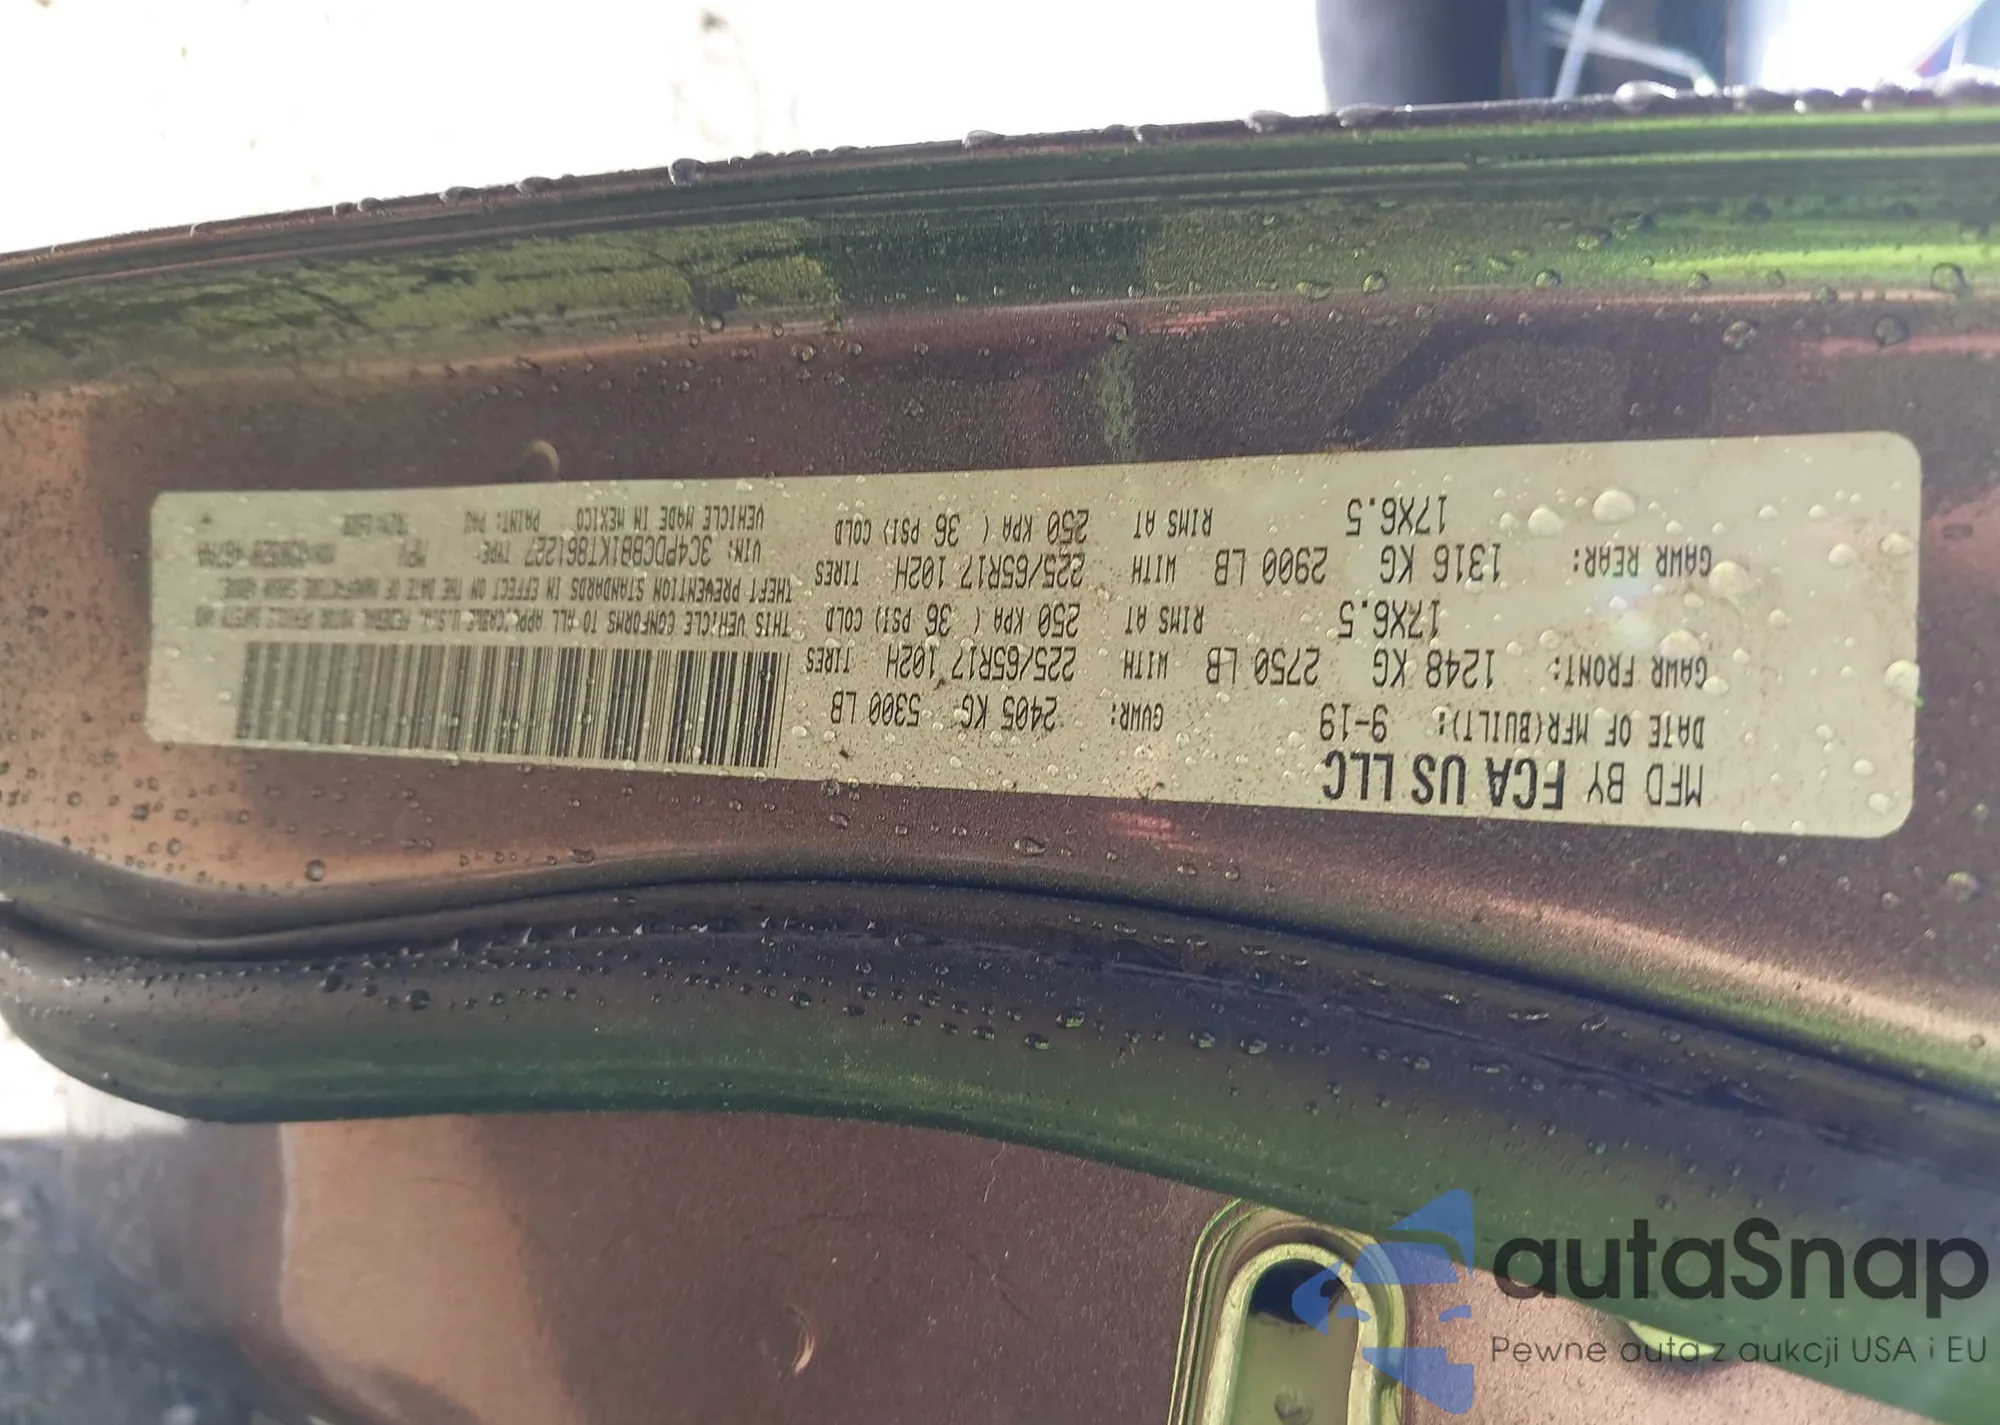 MFD BY FCA US LLC
DATE OF MFR(BUILT): 9-19 GVWR: 2405 KG 5300 LB
GAWR FRONT: 1248 KG 2750 LB WITH 225/65R17 102H TIRES
17X6.5 RIMS AT 250 KPA ( 36 PSI) COLD
GAWR REAR: 1316 KG 2900 LB WITH 225/65R17 102H TIRES
17X6.5 RIMS AT 250 KPA ( 36 PSI) COLD
THIS VEHICLE CONFORMS TO ALL APPLICABLE U.S.A. FEDERAL MOTOR VEHICLE SAFETY AND
THEFT PREVENTION STANDARDS IN EFFECT ON THE DATE OF MANUFACTURE SHOWN ABOVE.
VIN: 3C4PDCBB1KT861227 TYPE: MPV
VEHICLE MADE IN MEXICO PAINT: PAU
autaSnap
Pewne auta z aukcji USA i EU